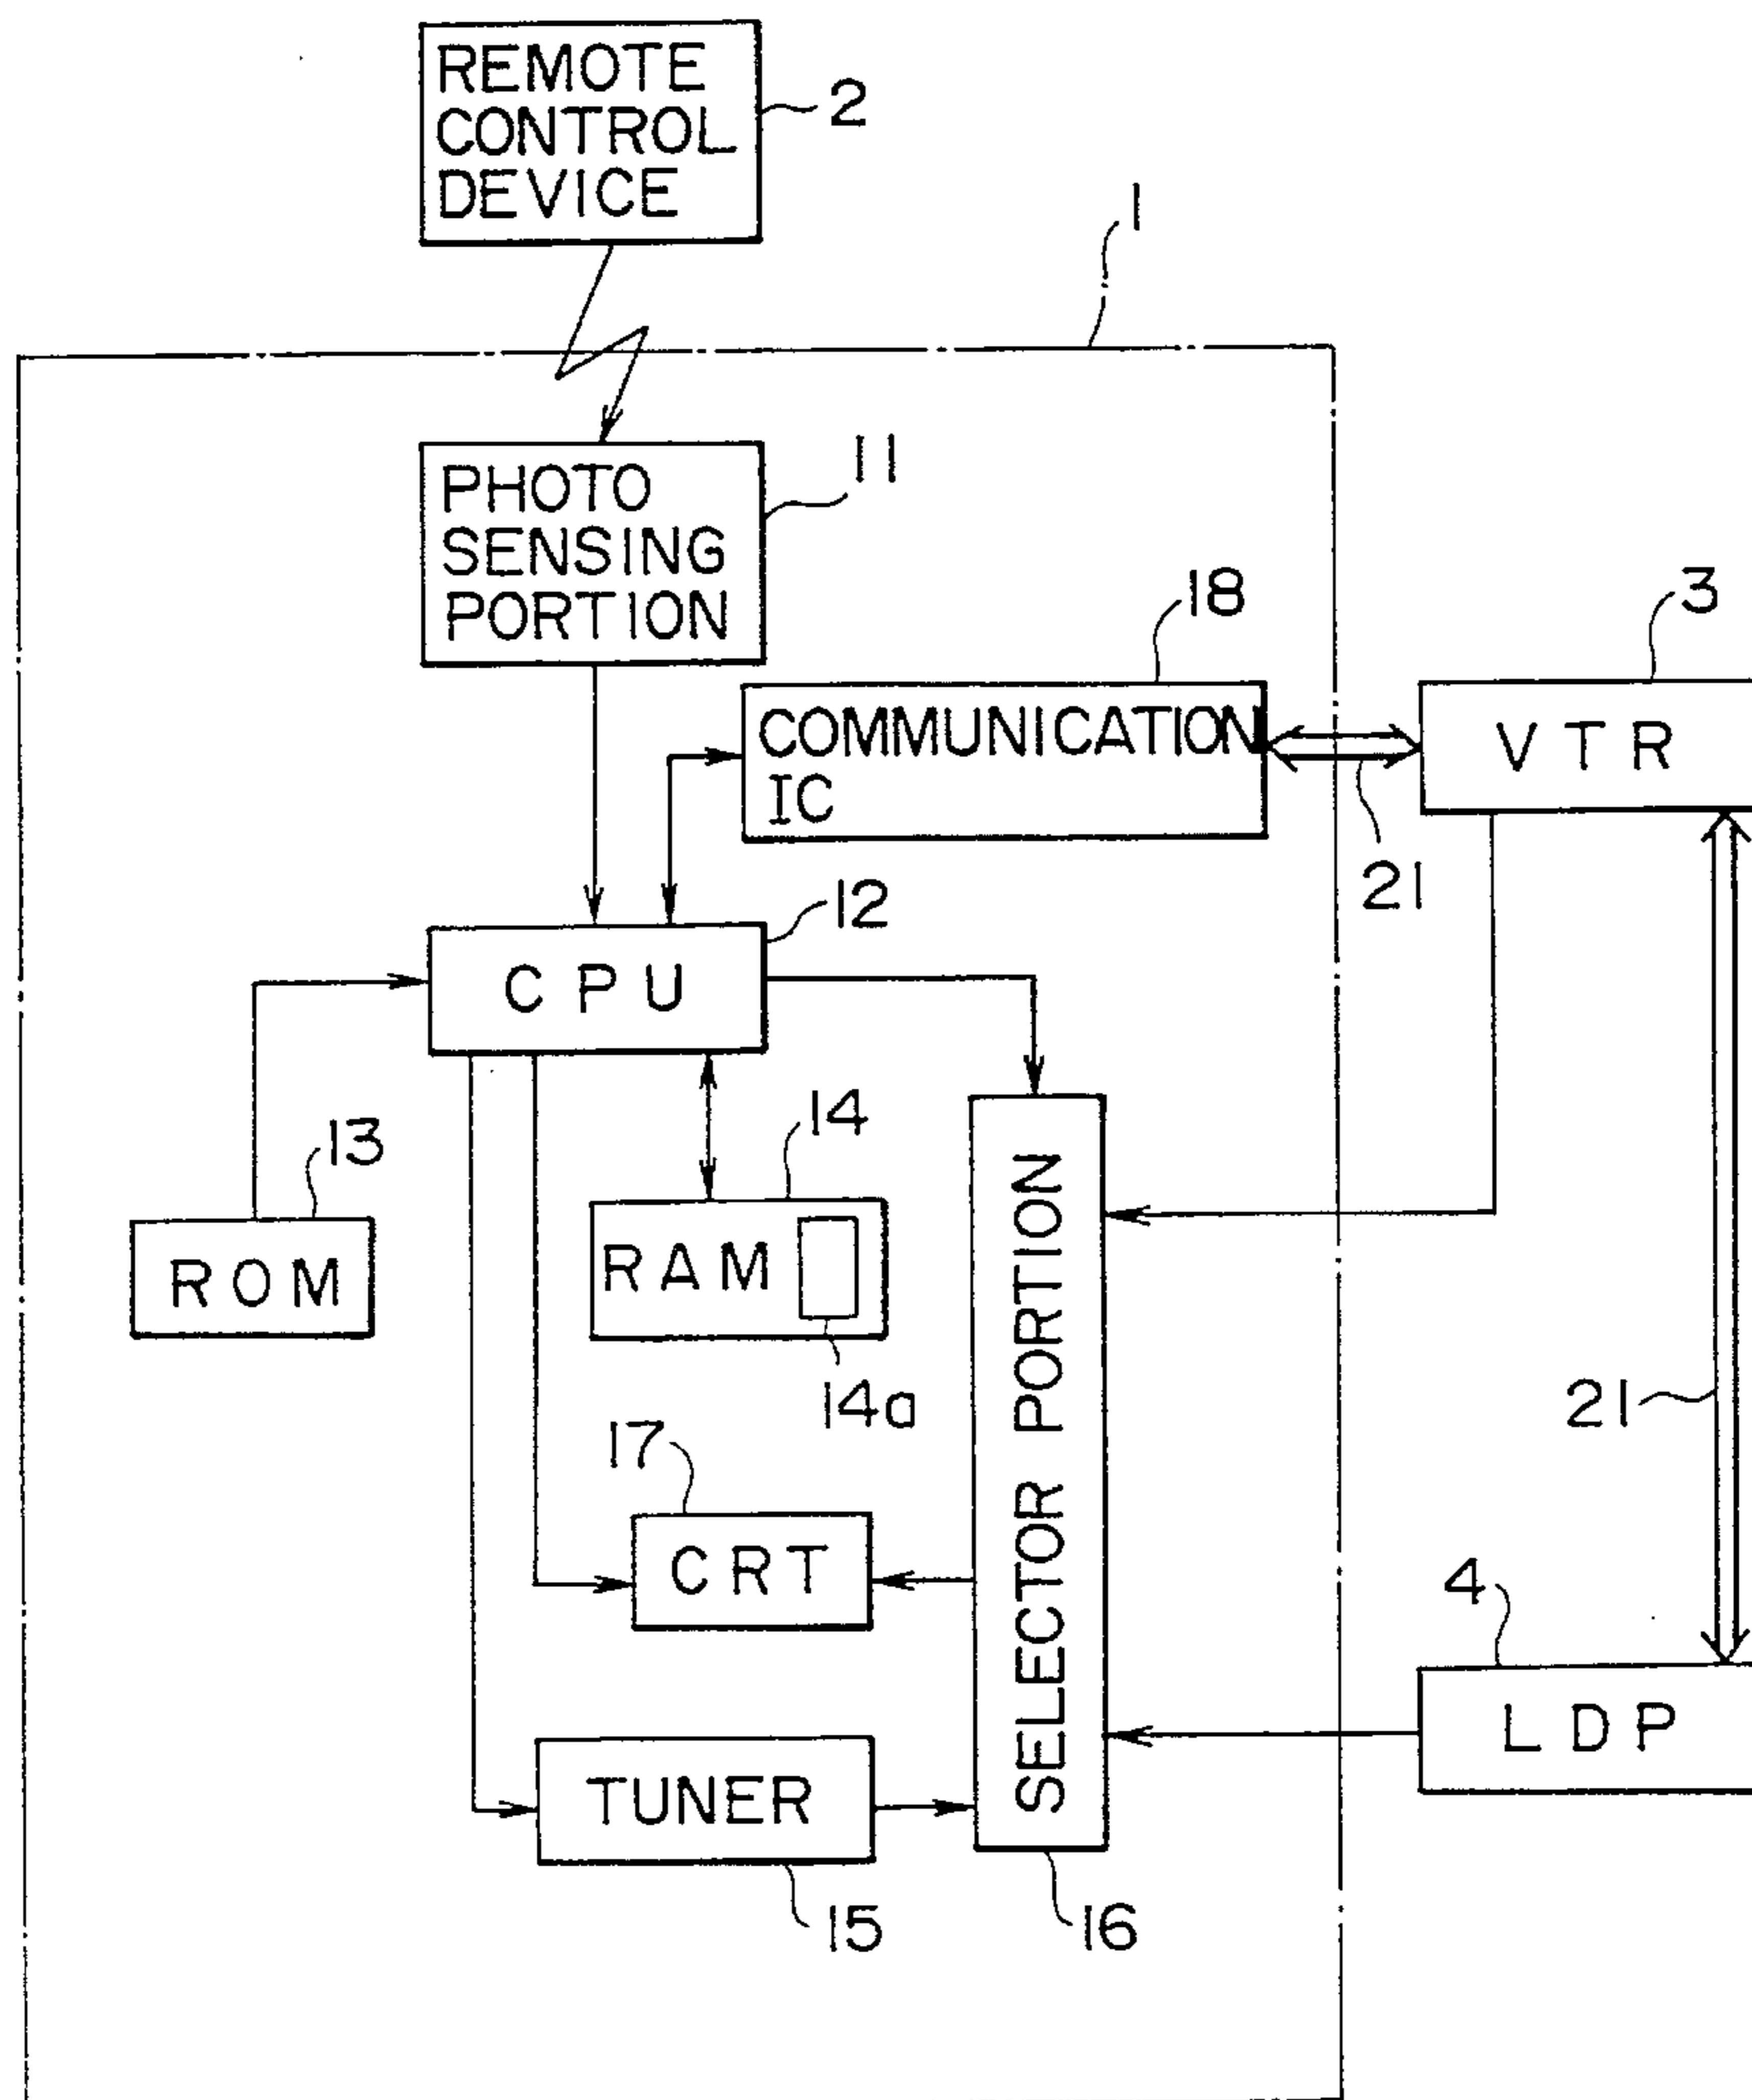 REMOTE
CONTROL
DEVICE
2
1
PHOTO
SENSING
PORTION
11
18
3
COMMUNICATION
IC
VTR
21
12
CPU
14
13
RAM
ROM
14a
SELECTOR PORTION
21
17
CRT
4
LDP
TUNER
15
16